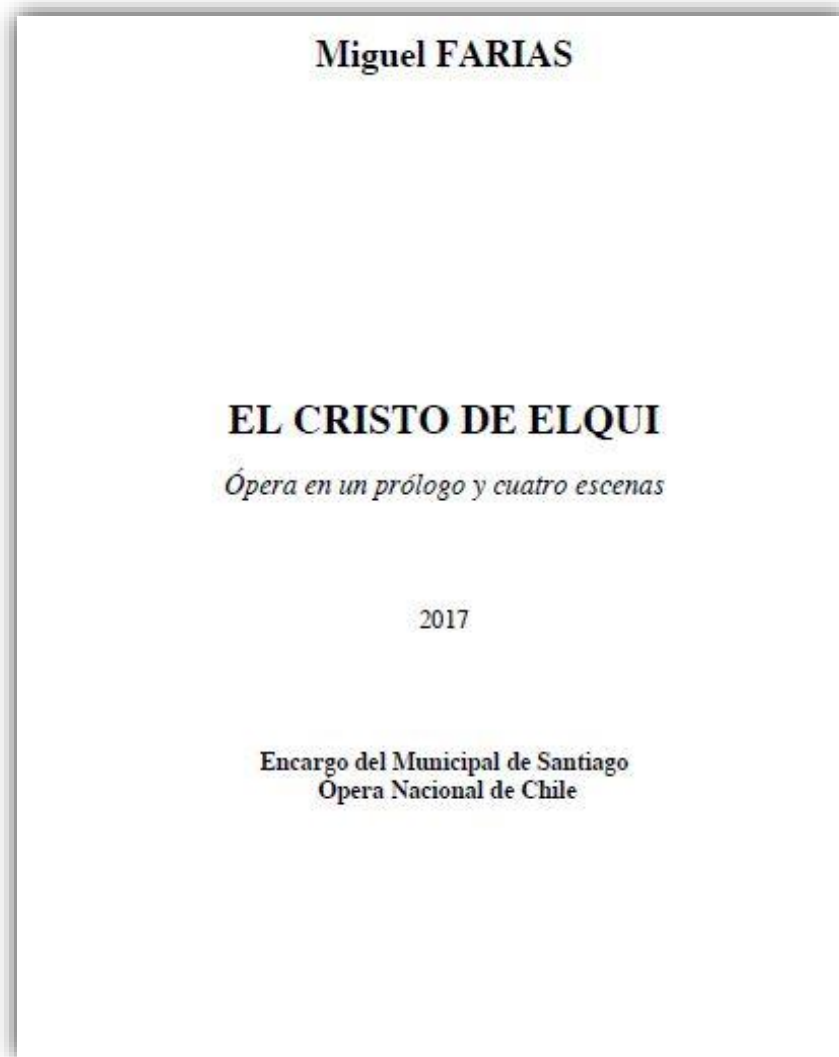 Miguel FARIAS
EL CRISTO DE ELQUI
Ópera en un prólogo y cuatro escenas
2017
Encargo del Municipal de Santiago
Ópera Nacional de Chile